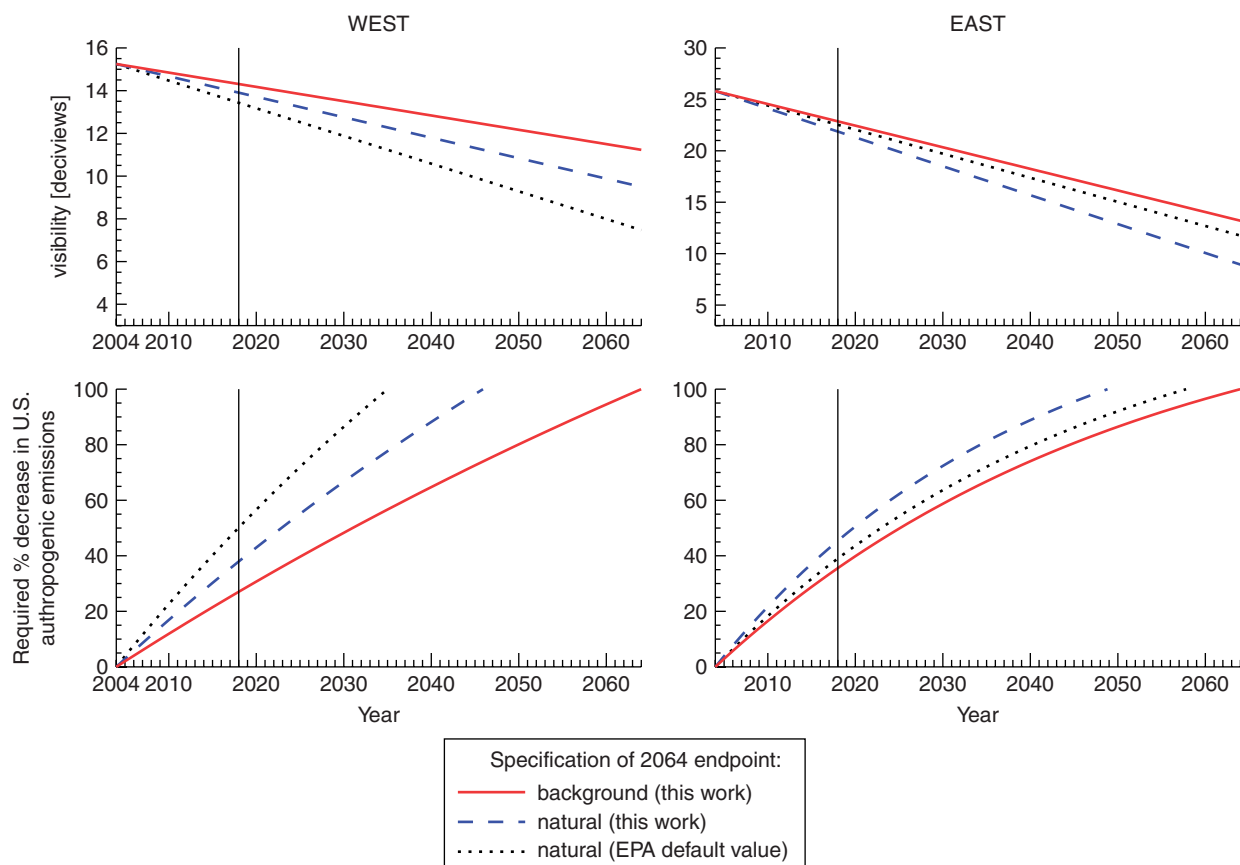 WEST
EAST
visibility [deciviews]
16
14
12
10
8
6
4
2004 2010 2020 2030 2040 2050 2060
30
25
20
15
10
5
2010 2020 2030 2040 2050 2060
Required % decrease in U.S.
authropogenic emissions
100
80
60
40
20
0
2004 2010 2020 2030 2040 2050 2060
Year
100
80
60
40
20
0
2010 2020 2030 2040 2050 2060
Year
Specification of 2064 endpoint:
background (this work)
natural (this work)
natural (EPA default value)